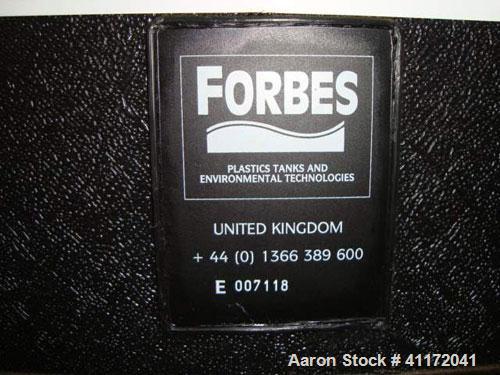 FORBES
PLASTICS TANKS AND
ENVIRONMENTAL TECHNOLOGIES
UNITED KINGDOM
+ 44 (0) 1366 389 600
E 007118
Aaron Stock # 41172041